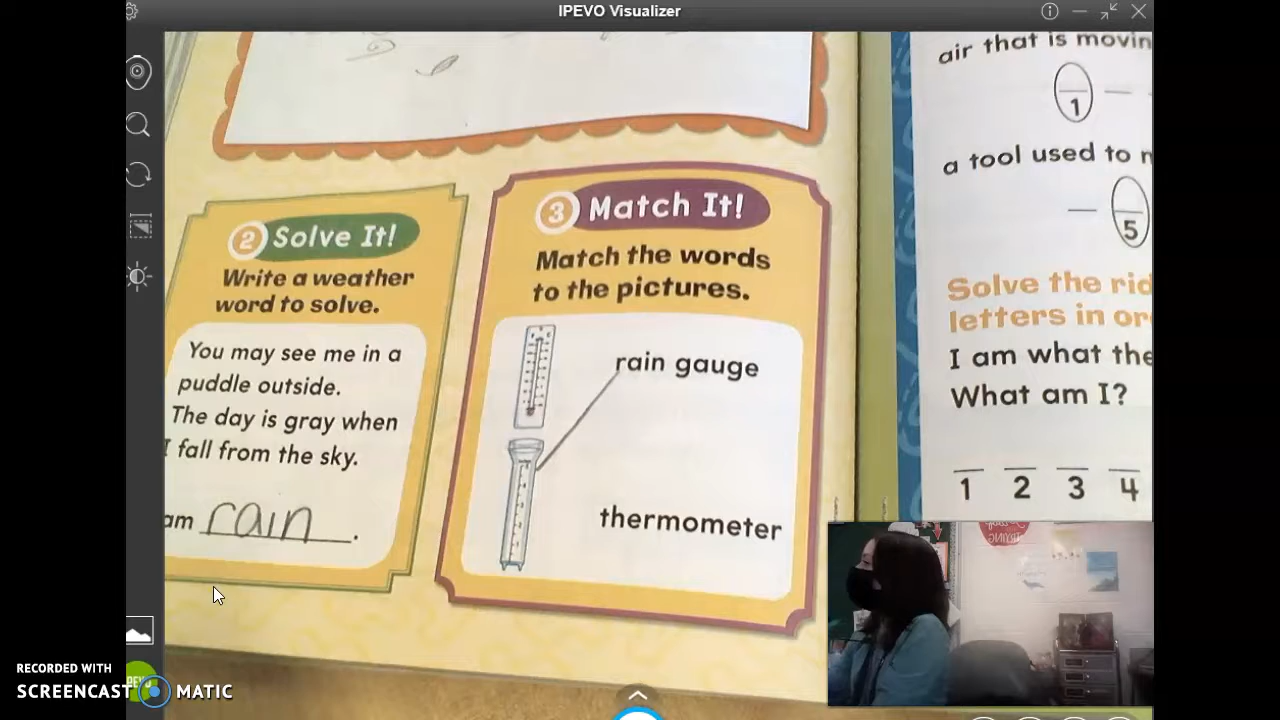 IPEVO Visualizer
2 Solve It!
Write a weather
word to solve.
You may see me in a
puddle outside.
The day is gray when
I fall from the sky.
am rain.
3 Match It!
Match the words
to the pictures.
rain gauge
thermometer
air that is movin
1
a tool used to
5
Solve the rid
letters in or
I am what the
What am I?
1 2 3 4
RECORDED WITH
SCREENCAST MATIC